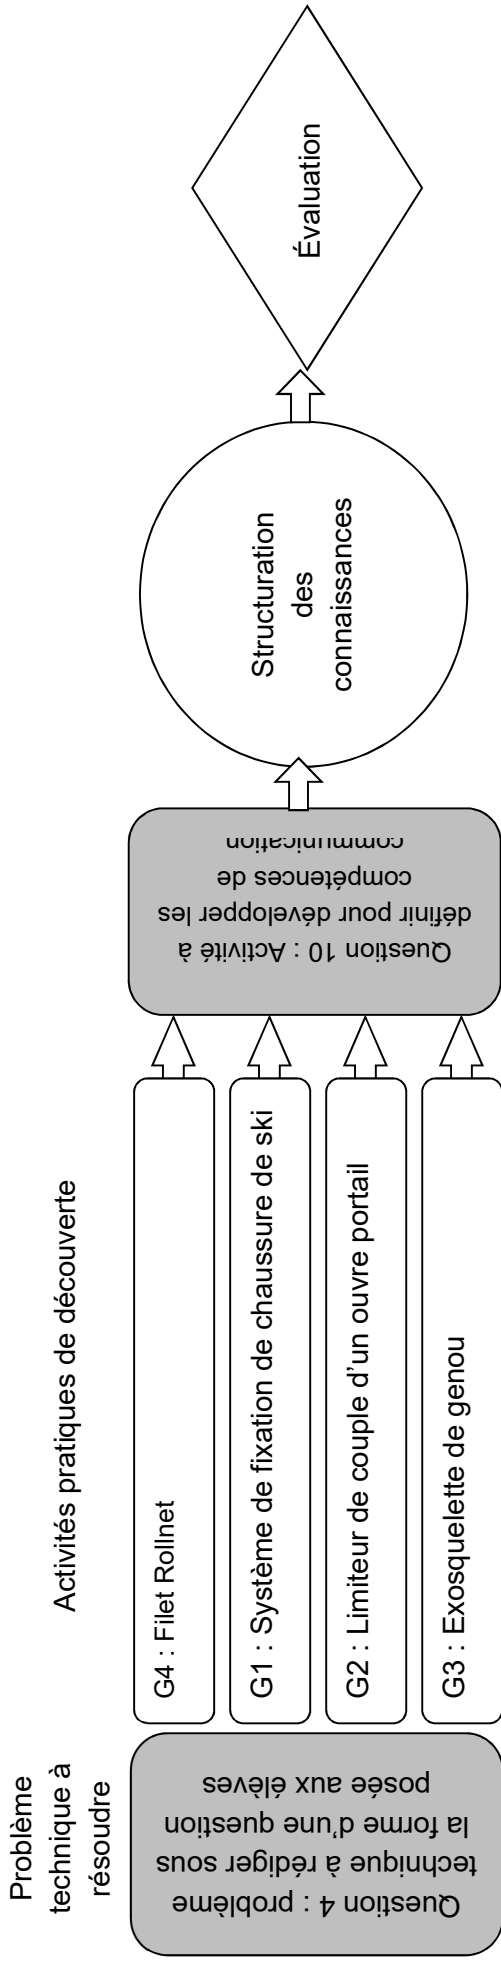 Problème
technique à
résoudre
Question 4 : problème
technique à rédiger sous
la forme d'une question
posée aux élèves
Activités pratiques de découverte
G4 : Filet Rollnet
G1 : Système de fixation de chaussure de ski
G2 : Limiteur de couple d'un ouvre portail
G3 : Exosquelette de genou
Question 10 : Activité à
définir pour développer les
compétences de
communication
Structuration
des
connaissances
Évaluation